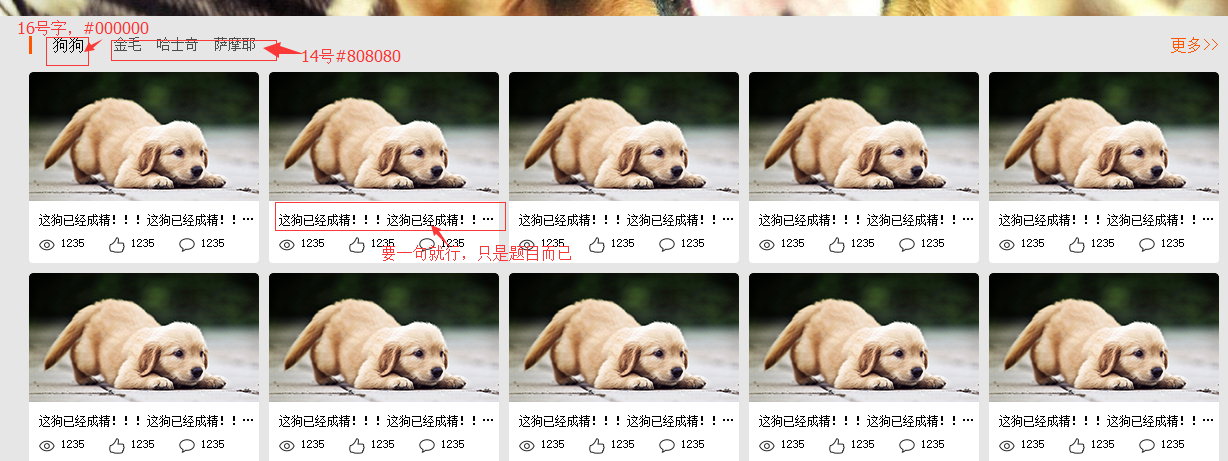 16号字，#000000
狗狗 金毛 哈士奇 萨摩耶 更多>>
14号#808080
这狗已经成精！！！这狗已经成精！！… 这狗已经成精！！！这狗已经成精！！… 这狗已经成精！！！这狗已经成精！！… 这狗已经成精！！！这狗已经成精！！… 这狗已经成精！！！这狗已经成精！！…
1235 1235 1235 1235 1235 1235 1235 1235 1235 1235 1235 1235 1235 1235 1235
要一句就行，只是题目而已
这狗已经成精！！！这狗已经成精！！… 这狗已经成精！！！这狗已经成精！！… 这狗已经成精！！！这狗已经成精！！… 这狗已经成精！！！这狗已经成精！！… 这狗已经成精！！！这狗已经成精！！…
1235 1235 1235 1235 1235 1235 1235 1235 1235 1235 1235 1235 1235 1235 1235